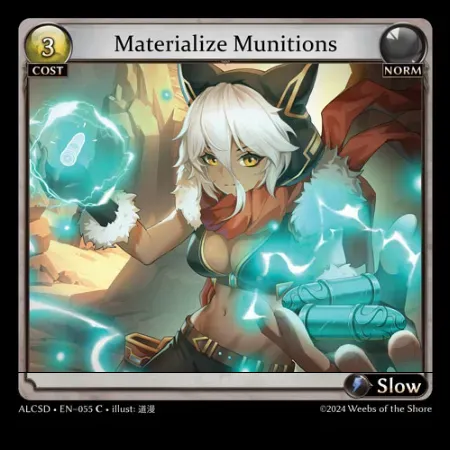 3
Materialize Munitions
COST
NORM
Slow
ALCSD • EN-055 C • illust: 道漫
©2024 Weebs of the Shore